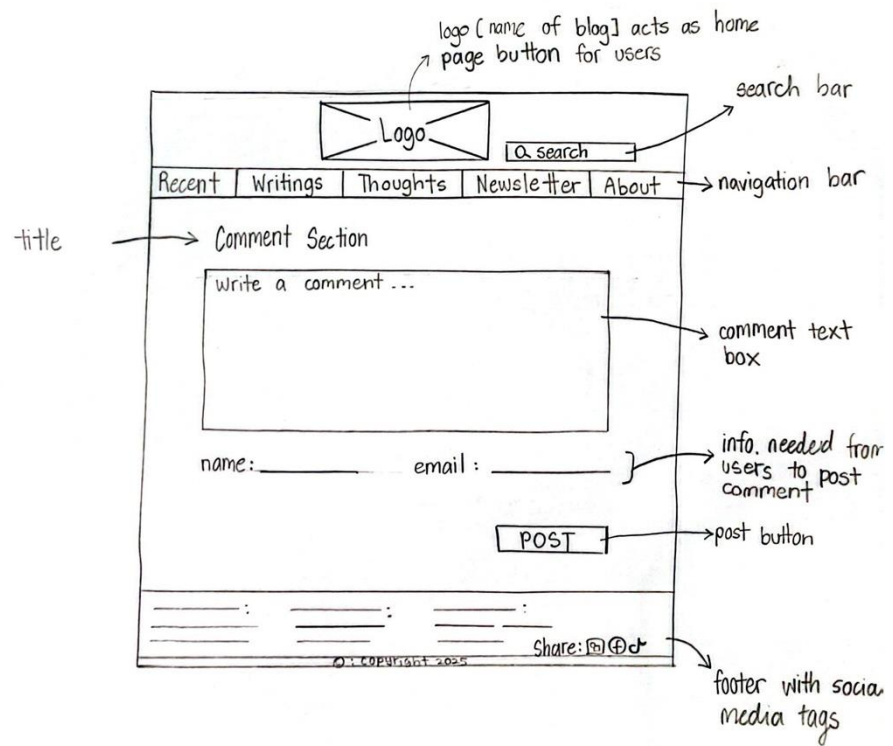 logo [name of blog] acts as home
page button for users
search bar
Logo
search
Recent | Writings | Thoughts | Newsletter | About
navigation bar
title
Comment Section
write a comment ...
comment text
box
name: email :
info. needed from
users to post
comment
POST
post button
Share:
©: copyright 2025
footer with social
media tags